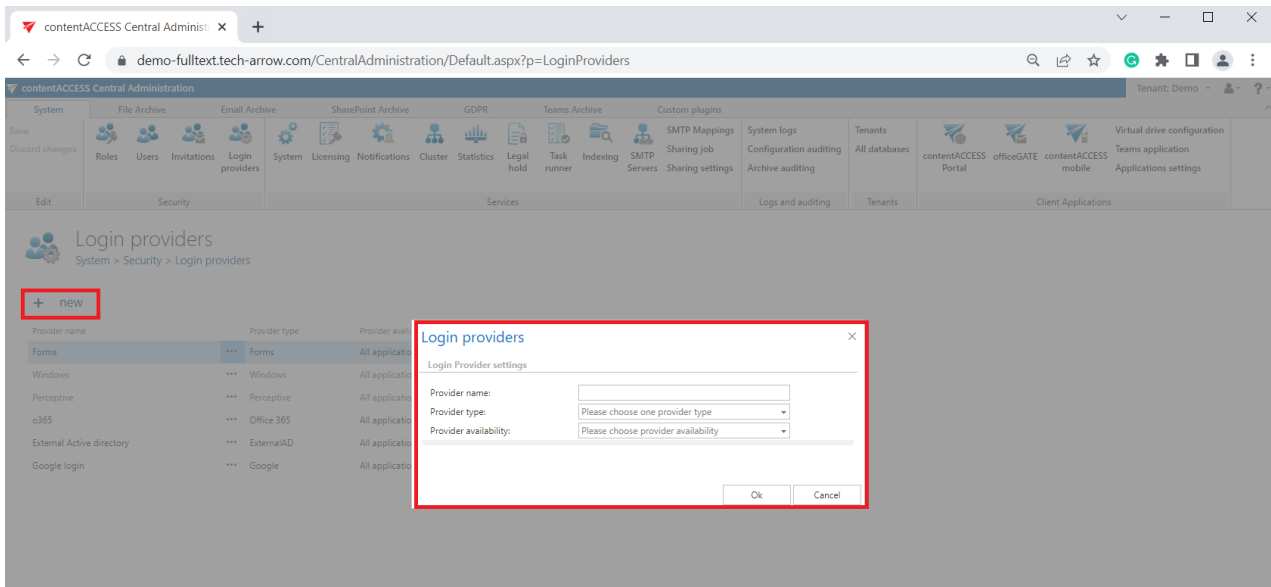 contentACCESS Central Administ
demo-fulltext.tech-arrow.com/CentralAdministration/Default.aspx?p=LoginProviders
contentACCESS Central Administration
Tenant: Demo
?
System File Archive Email Archive SharePoint Archive GDPR Teams Archive Custom plugins
Save
Discard changes
Roles
Users
Invitations
Login
providers
System
Licensing
Notifications
Cluster
Statistics
Legal
hold
Task
runner
Indexing
SMTP
Servers
SMTP Mappings
Sharing job
Sharing settings
System logs
Configuration auditing
Archive auditing
Tenants
All databases
contentACCESS
Portal
officeGATE
contentACCESS
mobile
Virtual drive configuration
Teams application
Applications settings
Edit Security Services Logs and auditing Tenants Client Applications
Login providers
System > Security > Login providers
+ new
Provider name Provider type Provider avail
Forms ··· Forms All applicatio
Windows ··· Windows All applicatio
Perceptive ··· Perceptive All applicatio
o365 ··· Office 365 All applicatio
External Active directory ··· ExternalAD All applicatio
Google login ··· Google All applicatio
Login providers
Login Provider settings
Provider name:
Provider type: Please choose one provider type
Provider availability: Please choose provider availability
Ok Cancel